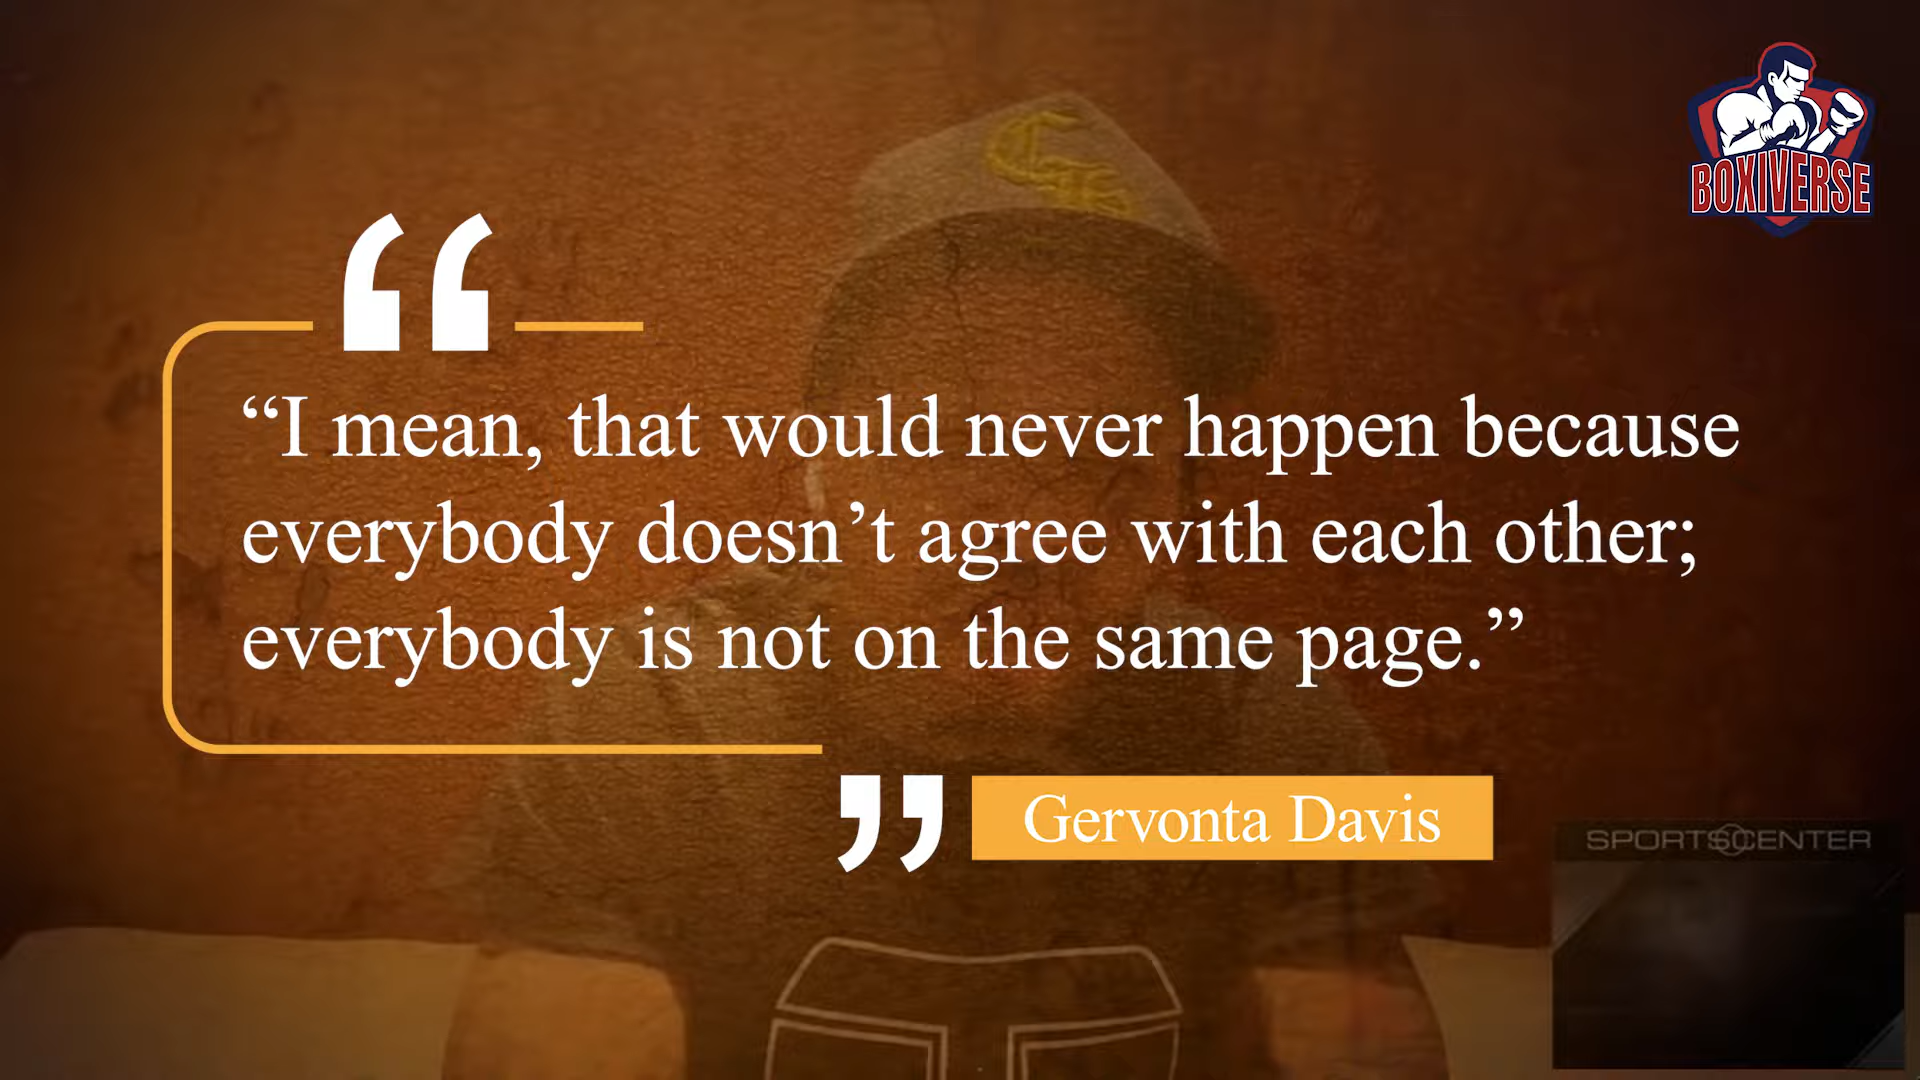 BOXIVERSE
“I mean, that would never happen because
everybody doesn’t agree with each other;
everybody is not on the same page.”
Gervonta Davis
SPORTSCENTER